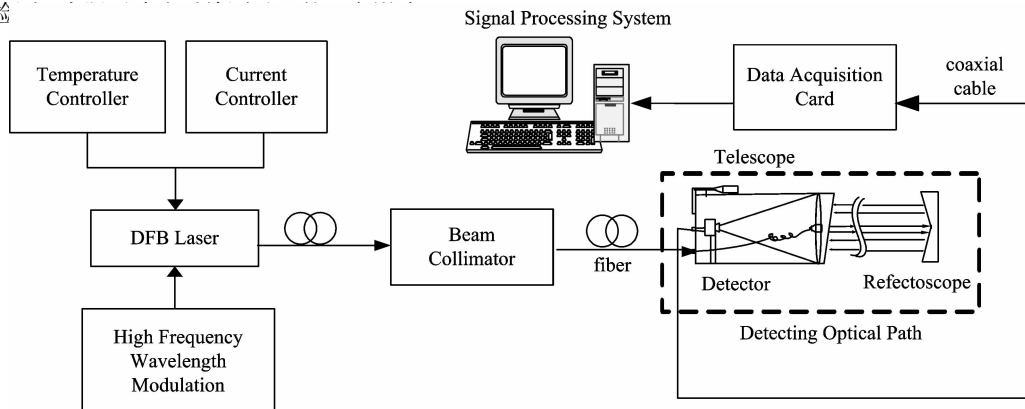 Signal Processing System
Temperature
Controller
Current
Controller
Data Acquisition
Card
coaxial
cable
Telescope
DFB Laser
Beam
Collimator
fiber
Detector
Refectoscope
Detecting Optical Path
High Frequency
Wavelength
Modulation